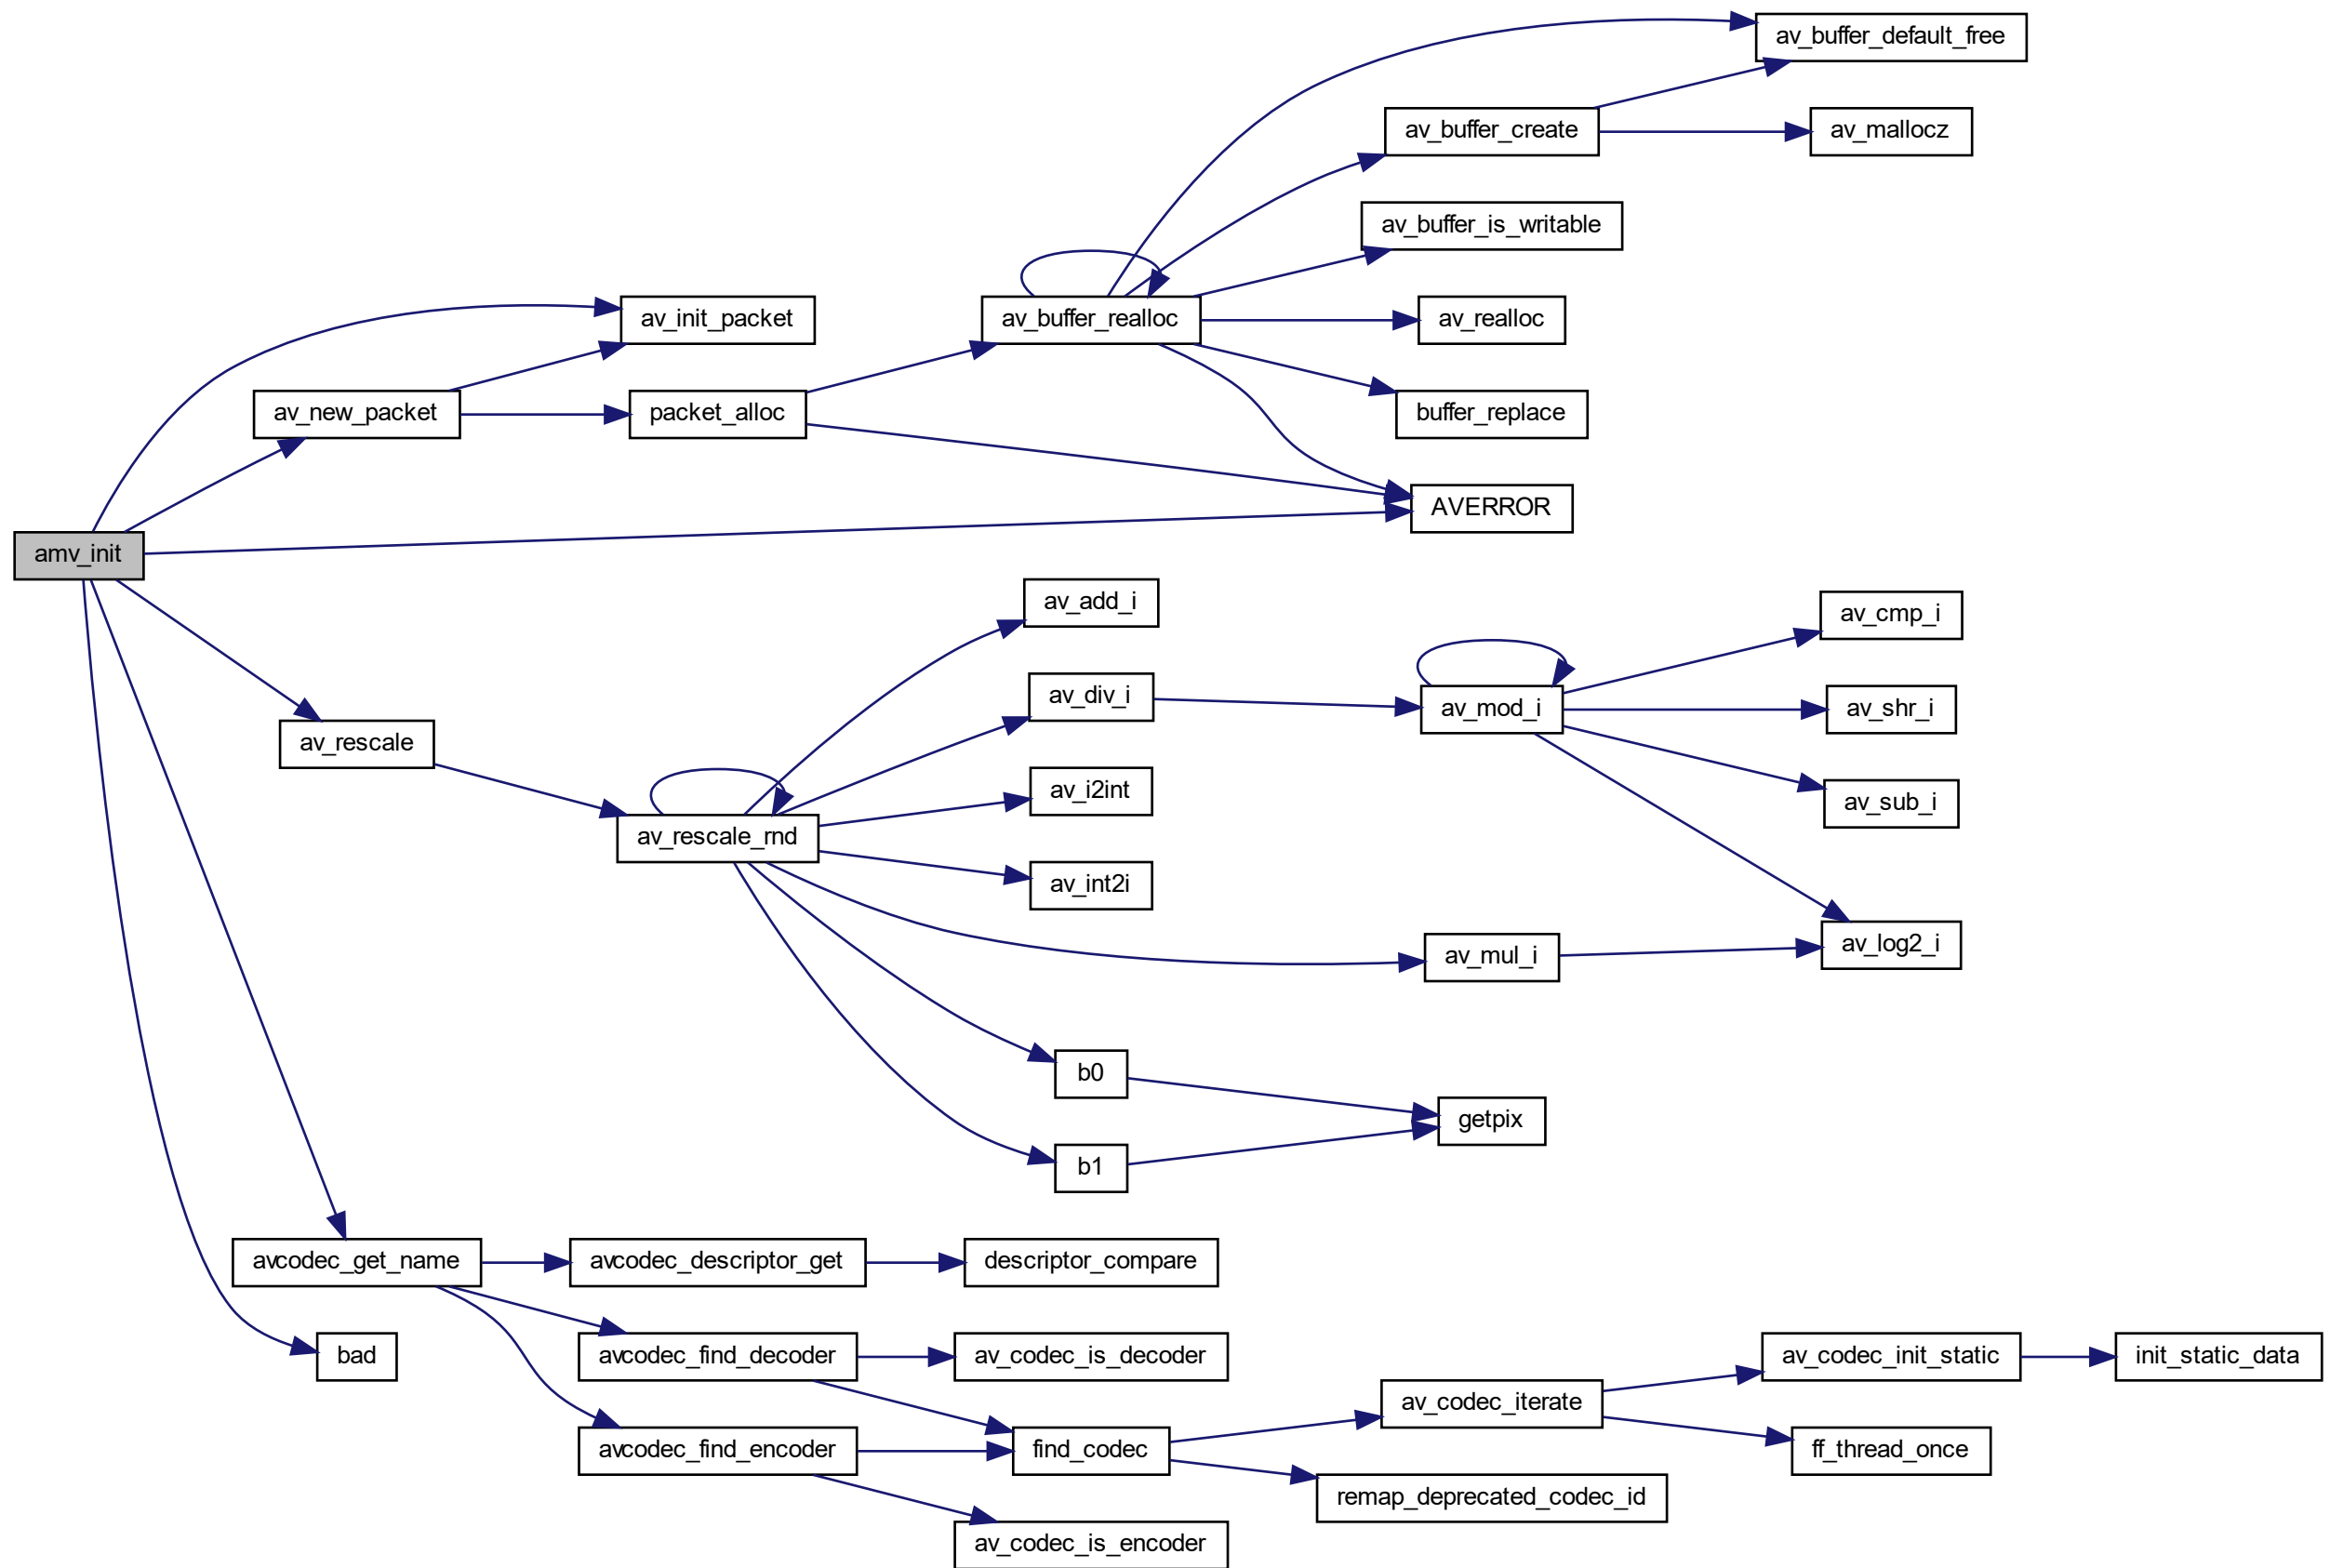 av_buffer_default_free
av_buffer_create
av_mallocz
av_buffer_is_writable
av_init_packet
av_buffer_realloc
av_realloc
av_new_packet
packet_alloc
buffer_replace
AVERROR
amv_init
av_add_i
av_cmp_i
av_div_i
av_mod_i
av_shr_i
av_rescale
av_i2int
av_sub_i
av_rescale_rnd
av_int2i
av_mul_i
av_log2_i
b0
getpix
b1
avcodec_get_name
avcodec_descriptor_get
descriptor_compare
bad
avcodec_find_decoder
av_codec_is_decoder
av_codec_init_static
init_static_data
av_codec_iterate
avcodec_find_encoder
find_codec
ff_thread_once
remap_deprecated_codec_id
av_codec_is_encoder